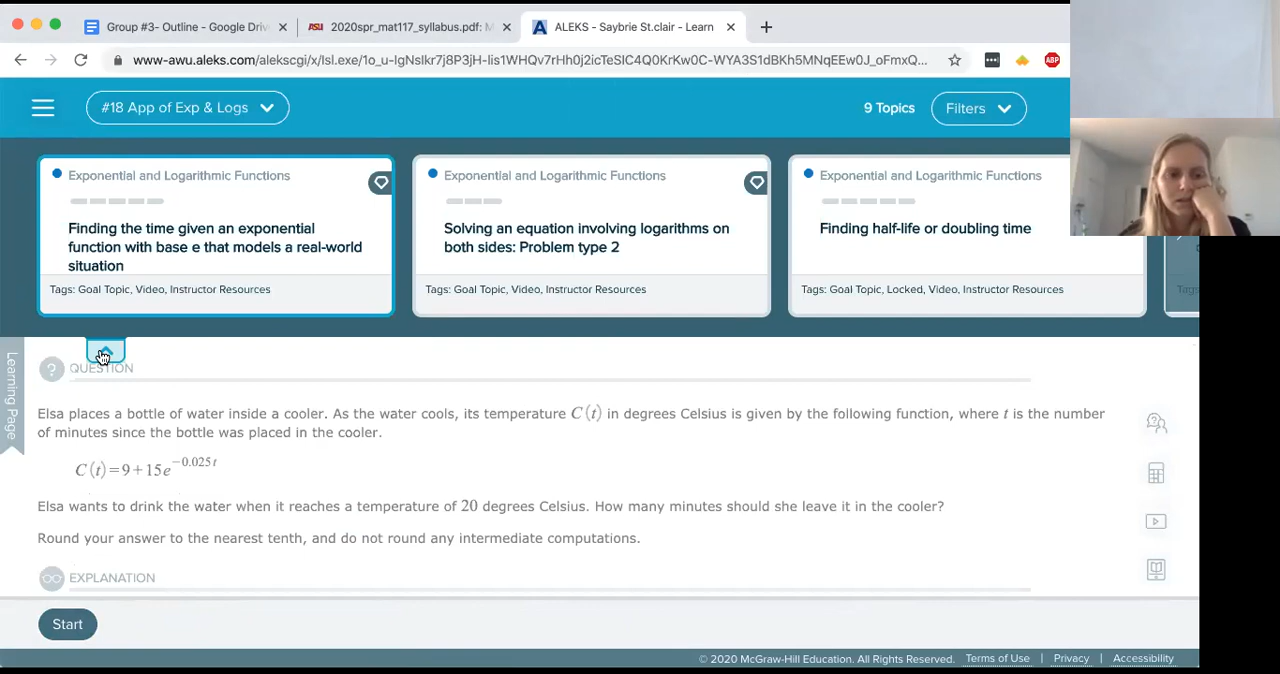 Group #3- Outline - Google Driv
2020spr_mat117_syllabus.pdf: M
ALEKS - Saybrie St.clair - Learn
www-awu.aleks.com/alekscgi/x/lsl.exe/1o_u-IgNsIkr7j8P3jH-Iis1WHQv7rHh0j2icTeSIC4Q0KrKw0C-WYA3S1dBKh5MNqEEw0J_oFmxQ...
ABP
#18 App of Exp & Logs
9 Topics
Filters
Exponential and Logarithmic Functions
Finding the time given an exponential
function with base e that models a real-world
situation
Tags: Goal Topic, Video, Instructor Resources
Exponential and Logarithmic Functions
Solving an equation involving logarithms on
both sides: Problem type 2
Tags: Goal Topic, Video, Instructor Resources
Exponential and Logarithmic Functions
Finding half-life or doubling time
Tags: Goal Topic, Locked, Video, Instructor Resources
Tags:
Learning Page
QUESTION
Elsa places a bottle of water inside a cooler. As the water cools, its temperature C(t) in degrees Celsius is given by the following function, where t is the number
of minutes since the bottle was placed in the cooler.
C(t)=9+15e^−0.025t
Elsa wants to drink the water when it reaches a temperature of 20 degrees Celsius. How many minutes should she leave it in the cooler?
Round your answer to the nearest tenth, and do not round any intermediate computations.
EXPLANATION
Start
© 2020 McGraw-Hill Education. All Rights Reserved. Terms of Use | Privacy | Accessibility